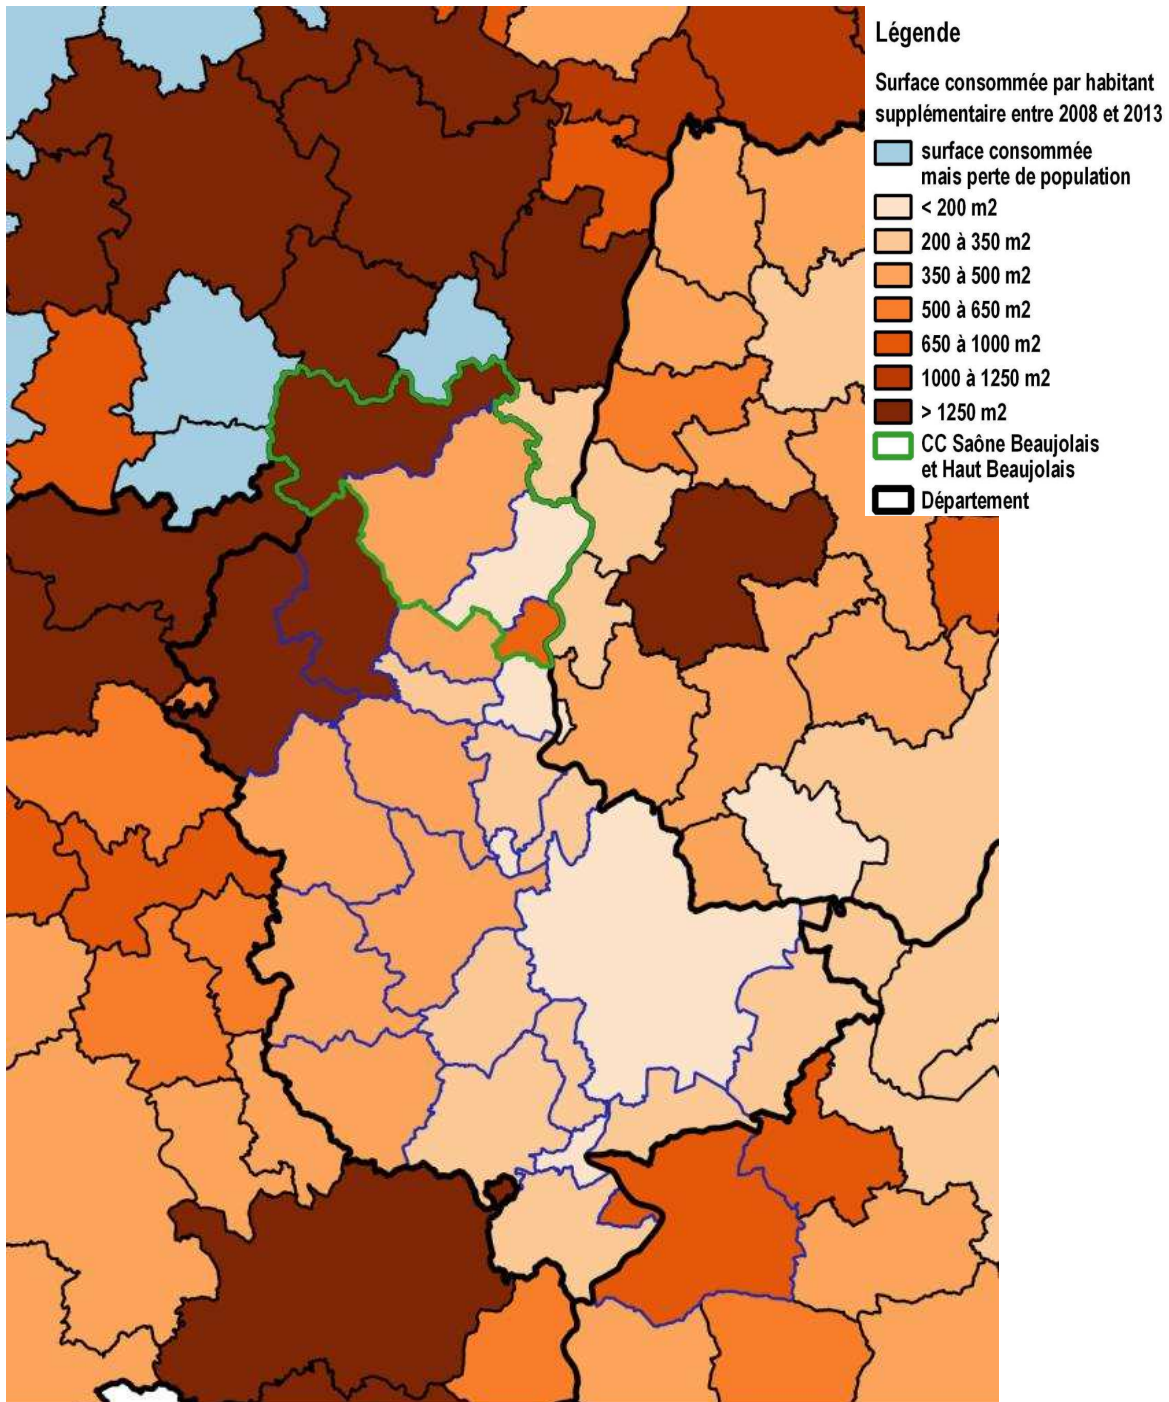 Légende
Surface consommée par habitant
supplémentaire entre 2008 et 2013
surface consommée
mais perte de population
< 200 m2
200 à 350 m2
350 à 500 m2
500 à 650 m2
650 à 1000 m2
1000 à 1250 m2
> 1250 m2
CC Saône Beaujolais
et Haut Beaujolais
Département